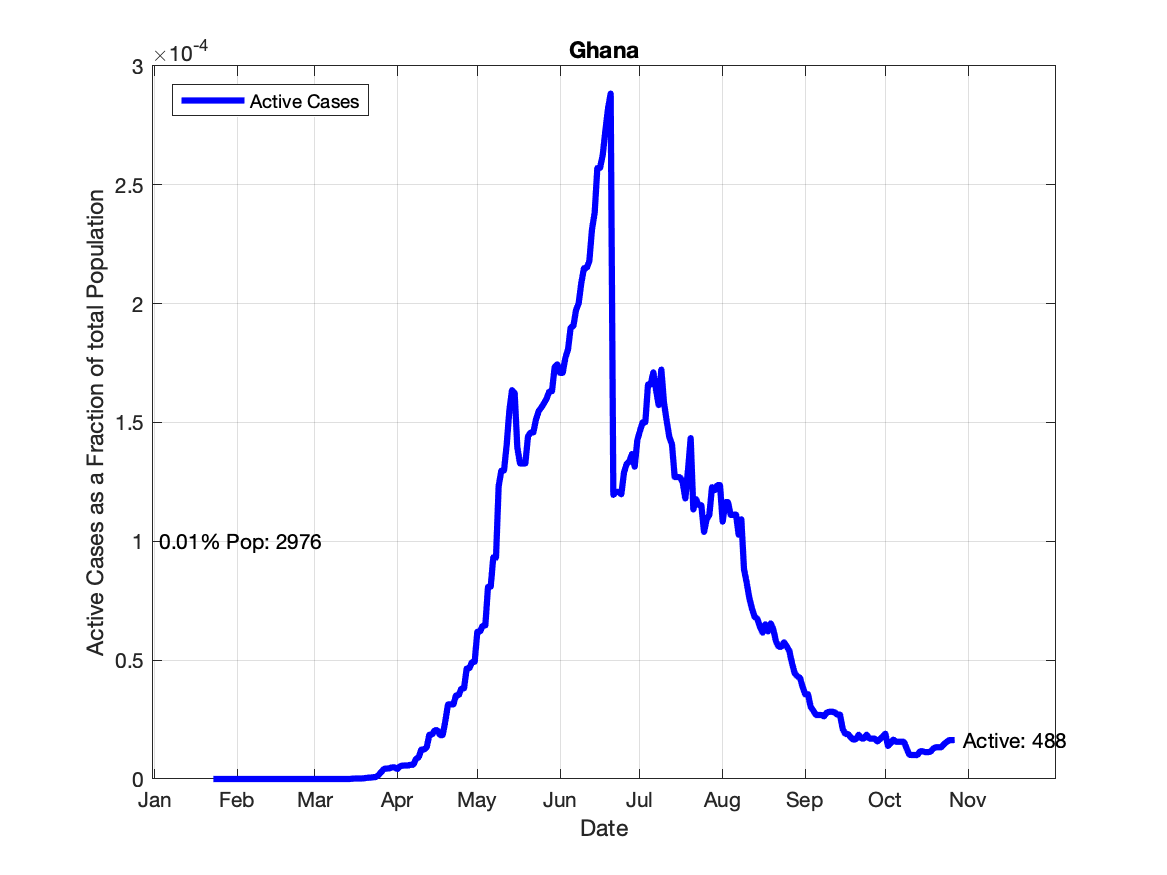 Ghana
×10-4
Active Cases
3
2.5
2
1.5
1
0.5
0
Active Cases as a Fraction of total Population
0.01% Pop: 2976
Active: 488
Jan Feb Mar Apr May Jun Jul Aug Sep Oct Nov
Date